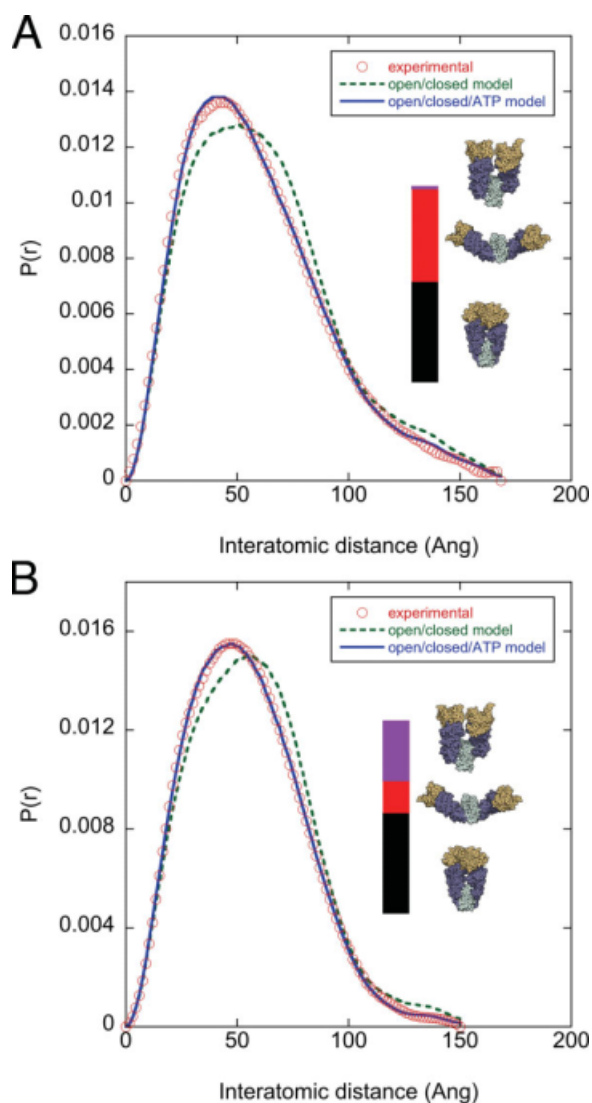 A
0.016
0.014
0.012
0.01
0.008
0.006
0.004
0.002
0
P(r)
experimental
open/closed model
open/closed/ATP model
0 50 100 150 200
Interatomic distance (Ang)
B
0.016
0.012
0.008
0.004
0
P(r)
experimental
open/closed model
open/closed/ATP model
0 50 100 150 200
Interatomic distance (Ang)